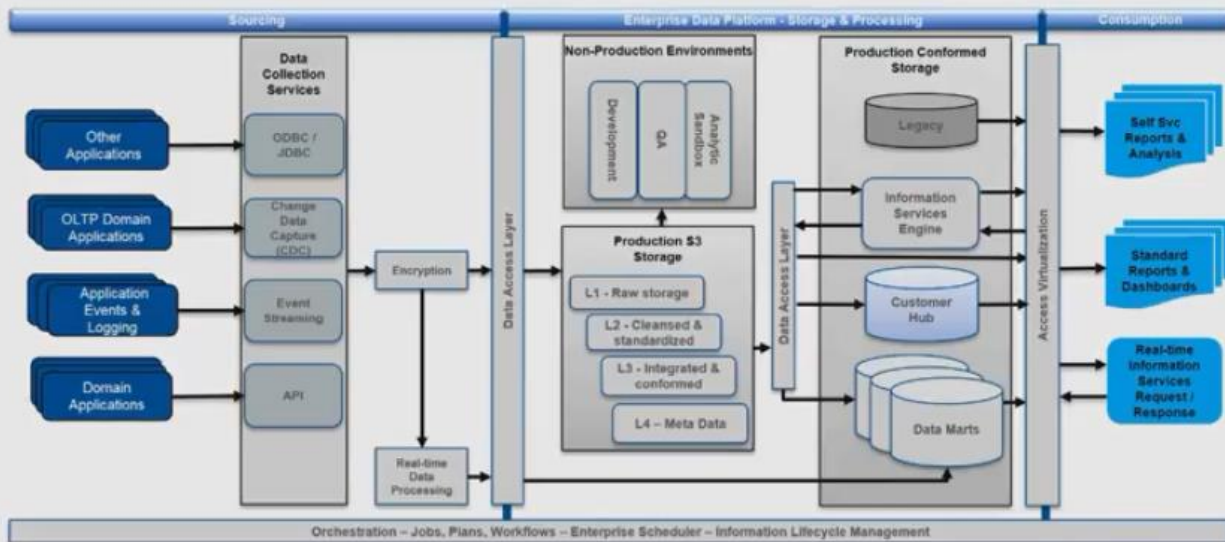 Sourcing
Enterprise Data Platform - Storage & Processing
Consumption
Data
Collection
Services
Other
Applications
ODBC /
JDBC
OLTP Domain
Applications
Change
Data
Capture
(CDC)
Application
Events &
Logging
Event
Streaming
Domain
Applications
API
Encryption
Real-time
Data
Processing
Data Access Layer
Non-Production Environments
Development
QA
Analytic
Sandbox
Production S3
Storage
L1 - Raw storage
L2 - Cleansed &
standardized
L3 - Integrated &
conformed
L4 – Meta Data
Data Access Layer
Production Conformed
Storage
Legacy
Information
Services
Engine
Customer
Hub
Data Marts
Access Virtualization
Self Svc
Reports &
Analysis
Standard
Reports &
Dashboards
Real-time
Information
Services
Request /
Response
Orchestration – Jobs, Plans, Workflows – Enterprise Scheduler – Information Lifecycle Management